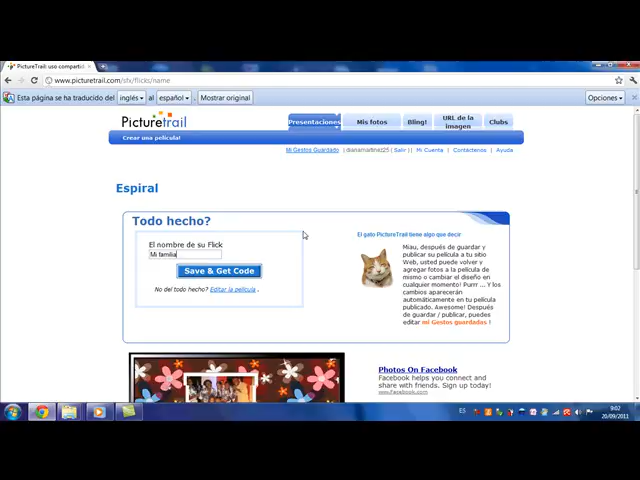 PictureTrail: uso compartid
www.picturetrail.com/sfx/flicks/name
Esta página se ha traducido del inglés al español Mostrar original Opciones
Picturetrail
Presentaciones Mis fotos Bling! URL de la imagen Clubs
Crear una película!
Mi Gestos Guardado | dianamartinez25 ( Salir ) Mi Cuenta Contáctenos Ayuda
Espiral
Todo hecho?
El nombre de su Flick
Mi familia
Save & Get Code
No del todo hecho? Editar la película .
El gato PictureTrail tiene algo que decir
Miau, después de guardar y
publicar su película a tu sitio
Web, usted puede volver y
agregar fotos a la película de
mismo o cambiar el diseño en
cualquier momento! Purrr ... Y los
cambios aparecerán
automáticamente en tu película
publicado. Awesome! Después
de guardar / publicar, puedes
editar mi Gestos guardadas !
Photos On Facebook
Facebook helps you connect and
share with friends. Sign up today!
www.Facebook.com
ES
9:02
20/09/2011